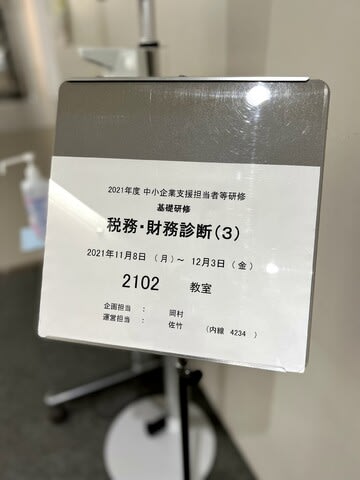 2021年度 中小企業支援担当者等研修
基礎研修
税務・財務診断(3)
2021年11月8日 (月)～ 12月3日 (金)
2102 教室
企画担当 ： 岡村
運営担当 ： 佐竹 (内線 4234 )